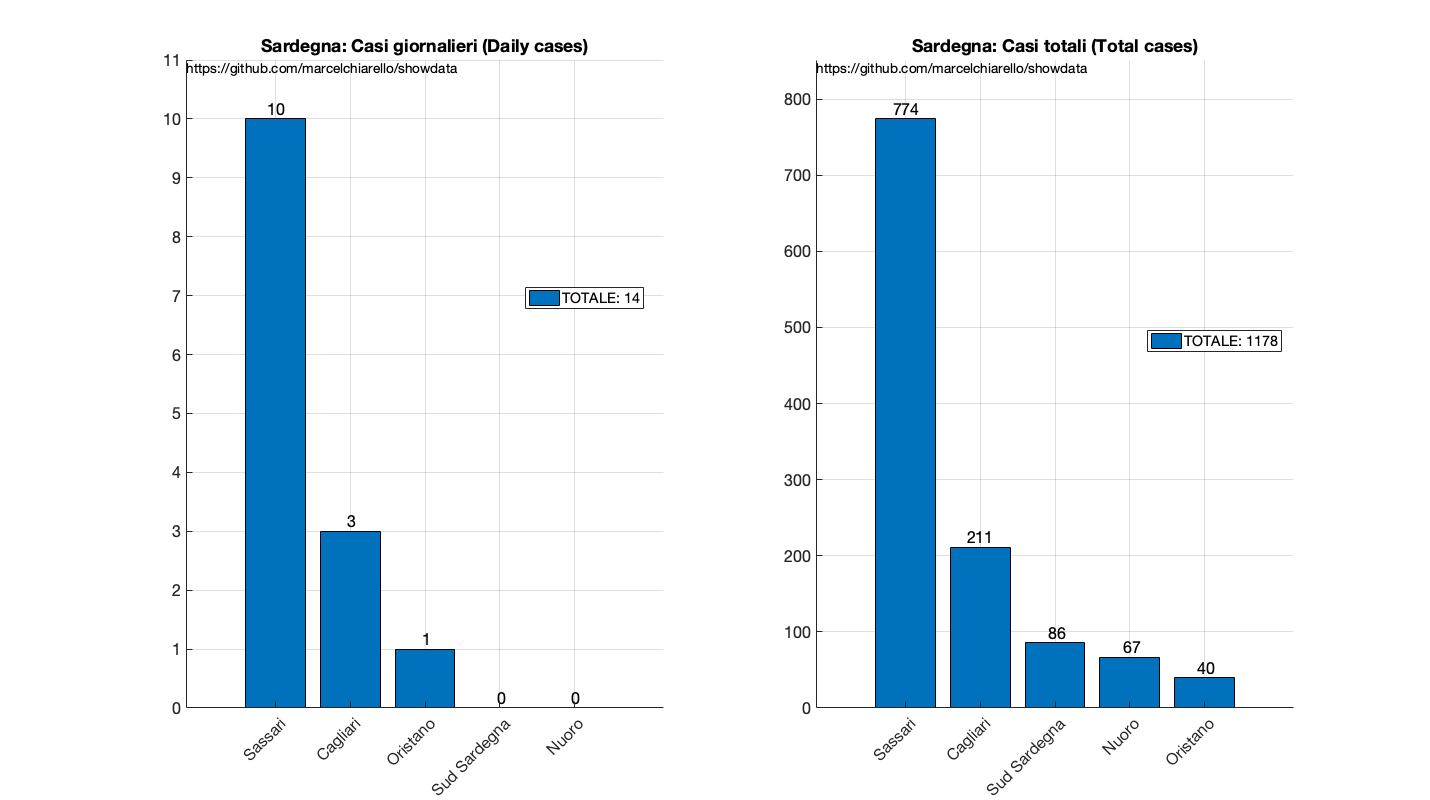 Sardegna: Casi giornalieri (Daily cases)
https://github.com/marcelchiarello/showdata
11
10
9
8
7
6
5
4
3
2
1
0
10
3
1
0
0
TOTALE: 14
Sassari
Cagliari
Oristano
Sud Sardegna
Nuoro
Sardegna: Casi totali (Total cases)
https://github.com/marcelchiarello/showdata
800
700
600
500
400
300
200
100
0
774
211
86
67
40
TOTALE: 1178
Sassari
Cagliari
Sud Sardegna
Nuoro
Oristano